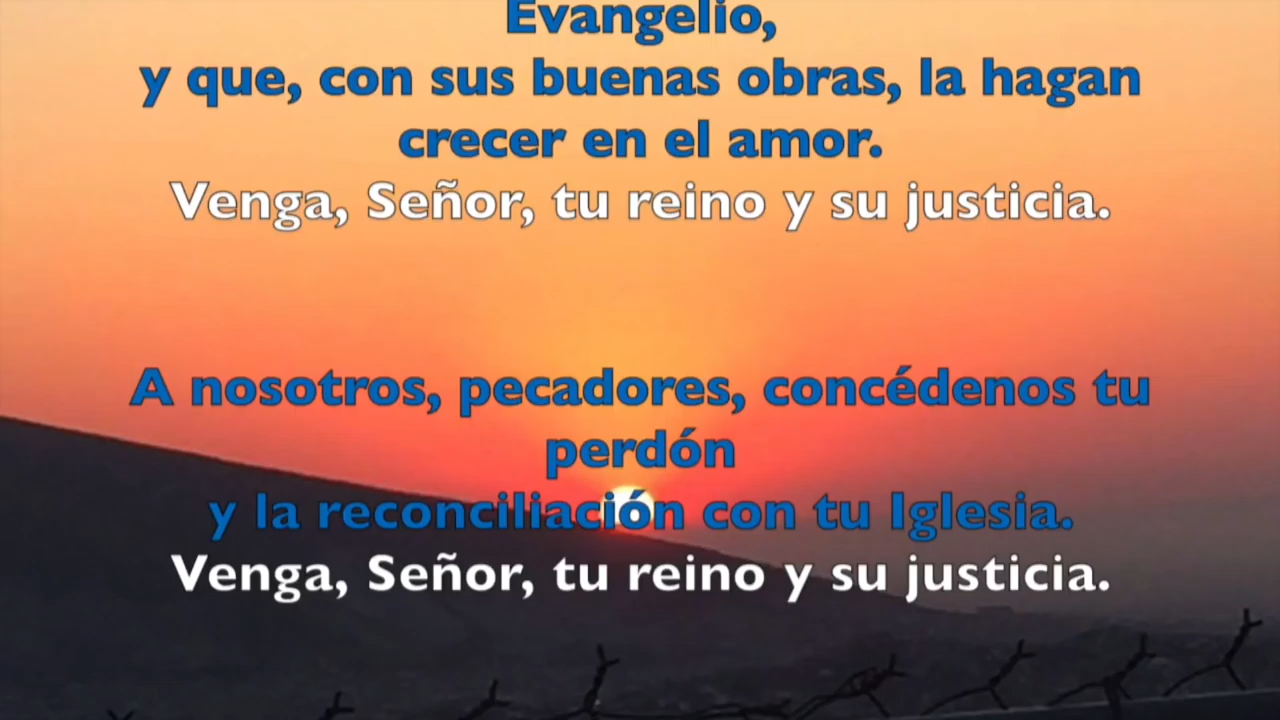 Evangelio,
y que, con sus buenas obras, la hagan
crecer en el amor.
Venga, Señor, tu reino y su justicia.
A nosotros, pecadores, concédenos tu
perdón
y la reconciliación con tu Iglesia.
Venga, Señor, tu reino y su justicia.